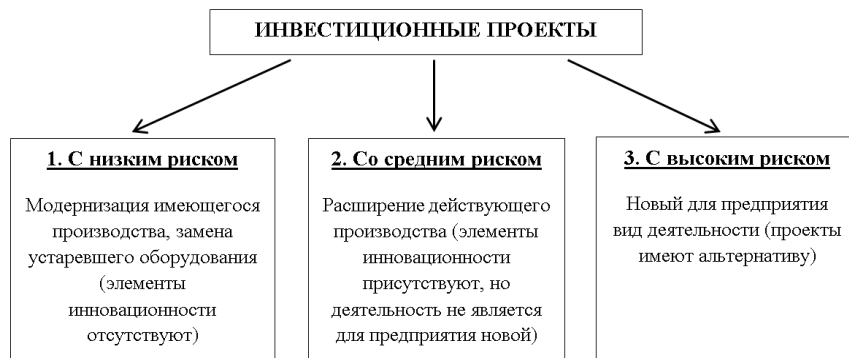 ИНВЕСТИЦИОННЫЕ ПРОЕКТЫ
1. С низким риском
Модернизация имеющегося
производства, замена
устаревшего оборудования
(элементы
инновационности
отсутствуют)
2. Со средним риском
Расширение действующего
производства (элементы
инновационности
присутствуют, но
деятельность не является
для предприятия новой)
3. С высоким риском
Новый для предприятия
вид деятельности (проекты
имеют альтернативу)